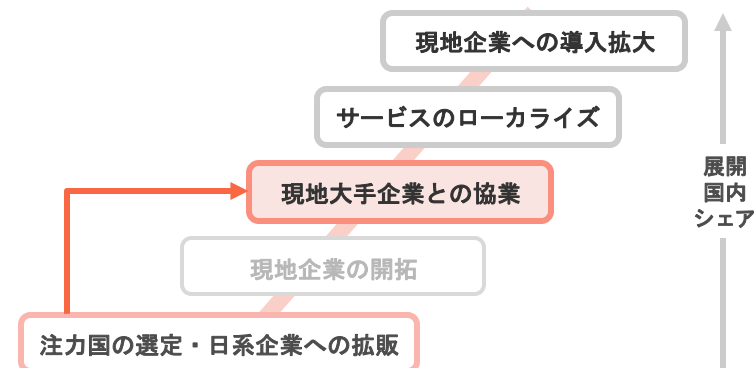 現地企業への導入拡大
サービスのローカライズ
現地大手企業との協業
現地企業の開拓
注力国の選定・日系企業への拡販
展開
国内
シェア